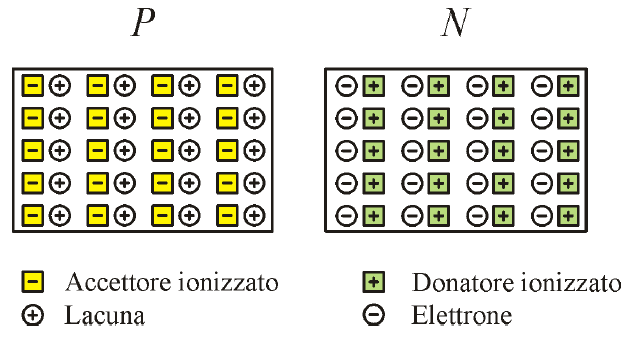 P N
Accettore ionizzato
Lacuna
Donatore ionizzato
Elettrone